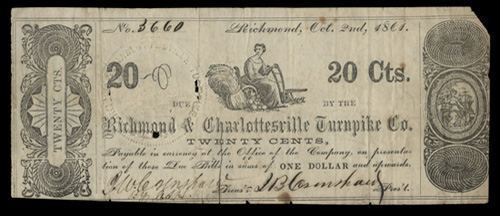 No. 3660 Richmond, Oct. 2nd, 1861.
20 20 Cts.
DUE BY THE
Richmond & Charlottesville Turnpike Co.
TWENTY CENTS,
Payable in currency at the Office of the Company, on presenta-
tion of these Due Bills in sums of ONE DOLLAR and upwards.
Treas'r Pres't.
TWENTY CTS.